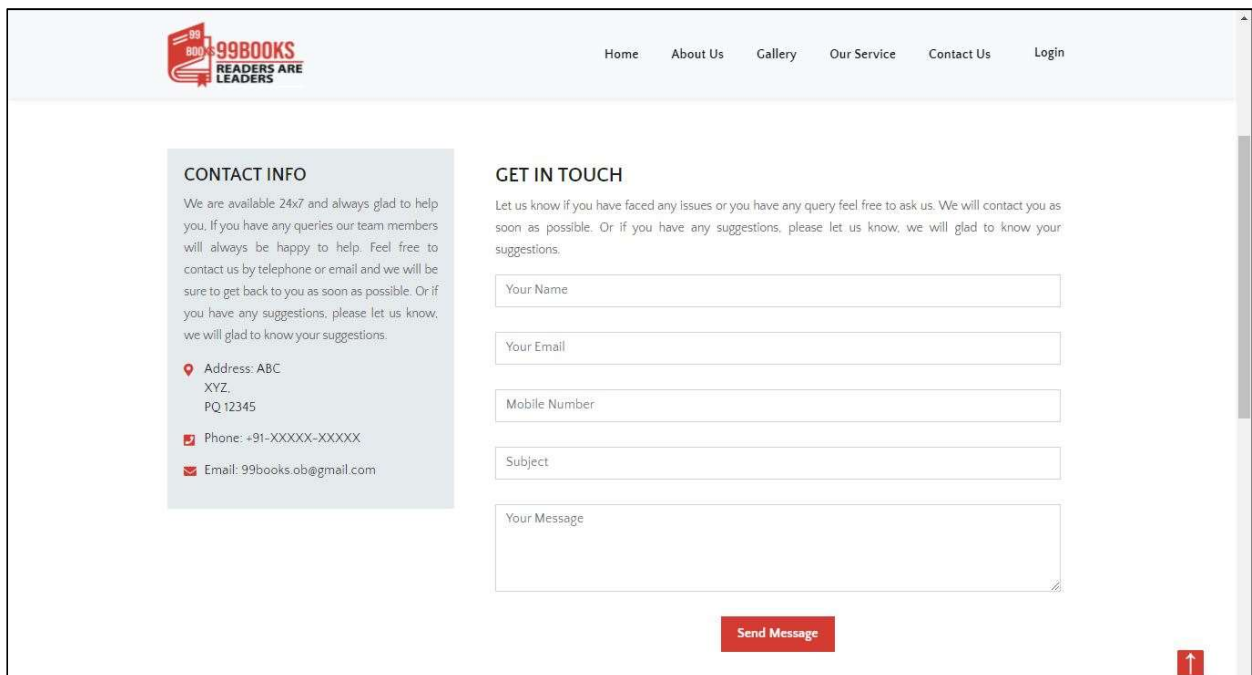 99
BOOKS
99BOOKS
READERS ARE
LEADERS
Home About Us Gallery Our Service Contact Us Login
CONTACT INFO
We are available 24x7 and always glad to help
you, If you have any queries our team members
will always be happy to help. Feel free to
contact us by telephone or email and we will be
sure to get back to you as soon as possible. Or if
you have any suggestions, please let us know,
we will glad to know your suggestions.
Address: ABC
XYZ,
PQ 12345
Phone: +91-XXXXX-XXXXX
Email: 99books.ob@gmail.com
GET IN TOUCH
Let us know if you have faced any issues or you have any query feel free to ask us. We will contact you as
soon as possible. Or if you have any suggestions, please let us know, we will glad to know your
suggestions.
Your Name
Your Email
Mobile Number
Subject
Your Message
Send Message